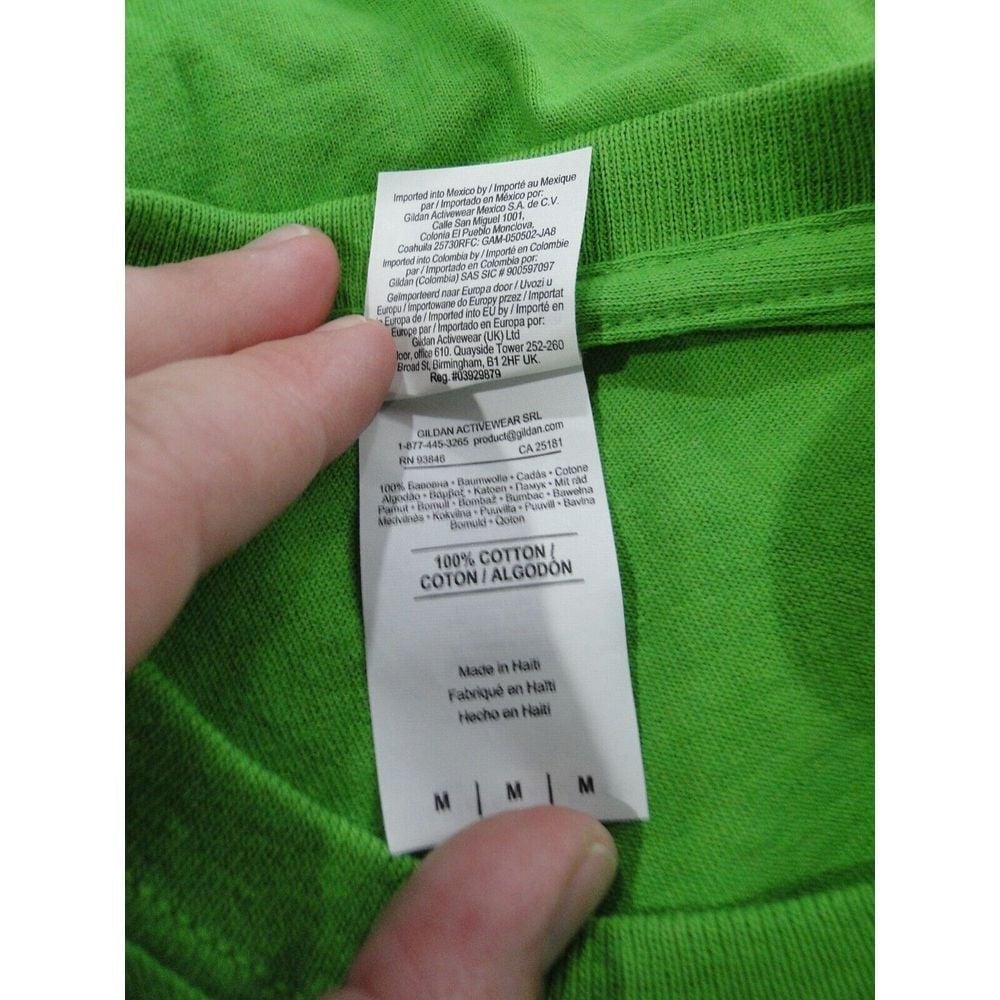 Imported into Mexico by / Importé au Mexique
par / Importado en México por:
Gildan Activewear Mexico S.A. de C.V.
Calle San Miguel 1001,
Colonia El Pueblo Monclova,
Coahuila 25730RFC: GAM-050502-JA8
Imported into Colombia by / Importé en Colombie
par / Importado en Colombia por:
Gildan (Colombia) SAS SIC # 900597097
Geïmporteerd naar Europa door / Uvozi u
Europu / Importowane do Europy przez / Importat
Europa de / Imported into EU by / Importé en
Europe par / Importado en Europa por:
Gildan Activewear (UK) Ltd
office 610. Quayside Tower 252-260
Broad St, Birmingham, B1 2HF UK.
Reg. #03929879
GILDAN ACTIVEWEAR SRL
1-877-445-3265 product@gildan.com
RN 93846 CA 25181
100% Бавовна • Baumwolle • Cadás • Cotone
Algodão • Βαμβαξ • Katoen • Памук • Mit rád
Pamut • Bomull • Bombaž • Bumbac • Bawełna
Medvilnės • Kokvilna • Puuvilla • Puuvill • Bavlna
Bomuld • Qoton
100% COTTON /
COTON / ALGODÓN
Made in Haiti
Fabriqué en Haïti
Hecho en Haití
M | M | M